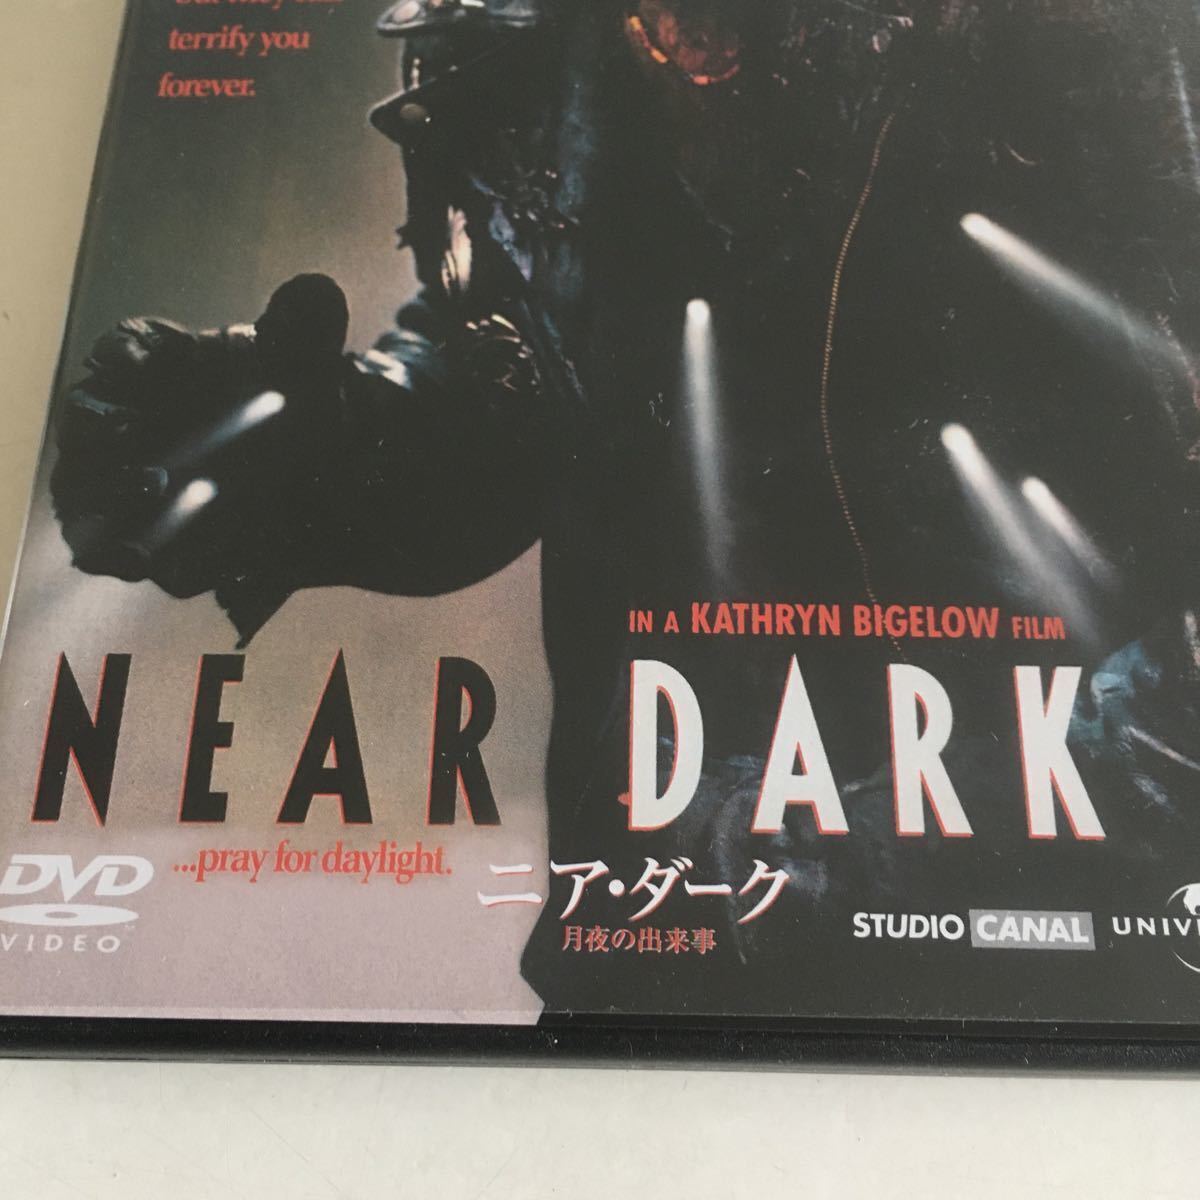 terrify you
forever.
IN A KATHRYN BIGELOW FILM
NEAR DARK
...pray for daylight.
ニア・ダーク
月夜の出来事
DVD
VIDEO
STUDIO CANAL